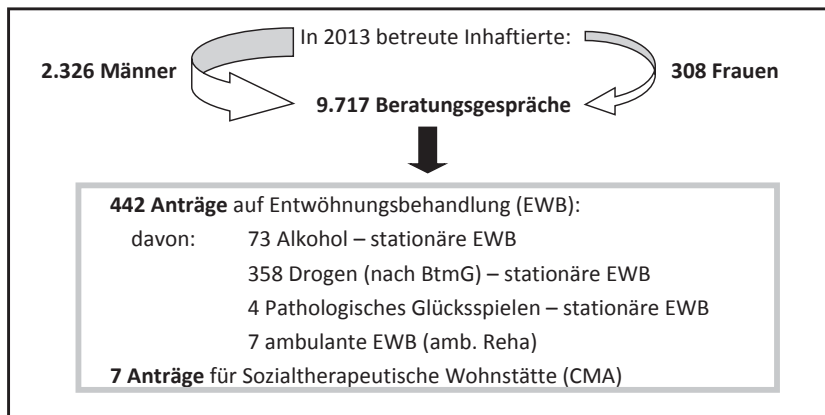 In 2013 betreute Inhaftierte:
2.326 Männer
308 Frauen
9.717 Beratungsgespräche
442 Anträge auf Entwöhnungsbehandlung (EWB):
davon: 73 Alkohol – stationäre EWB
358 Drogen (nach BtmG) – stationäre EWB
4 Pathologisches Glücksspielen – stationäre EWB
7 ambulante EWB (amb. Reha)
7 Anträge für Sozialtherapeutische Wohnstätte (CMA)